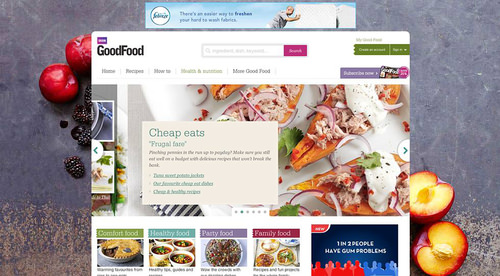 febreze
There's an easier way to freshen
your hard to wash fabrics.
BBC
GoodFood
Ingredient, dish, keyword...
Search
My Good Food
Create an account
Sign in
Home
Recipes
How to
Health & nutrition
More Good Food
Subscribe now
Cheap eats
"Frugal fare"
Pinching pennies in the run up to payday? Make sure you still
eat well on a budget with delicious recipes that won't break the
bank.
Tuna sweet potato jackets
Our favourite cheap eat dishes
Cheap & healthy recipes
Comfort food
Healthy food
Party food
Family food
Warming favourites from
Healthy tips, guides and
Wow the crowds with
Recipes and fun projects
NEW
1 IN 2 PEOPLE
HAVE GUM PROBLEMS